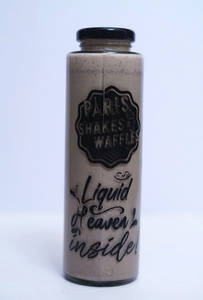 PARIS
SHAKES &
WAFFLES
Liquid
Heaven
inside!